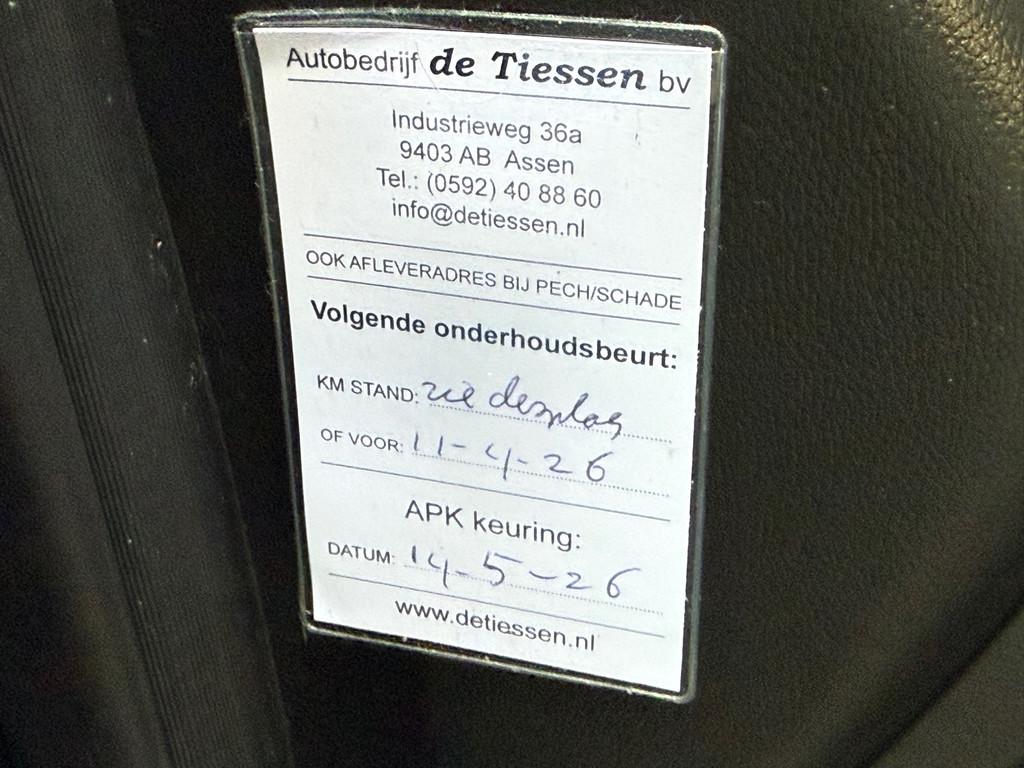 Autobedrijf de Tiessen bv
Industrieweg 36a
9403 AB Assen
Tel.: (0592) 40 88 60
info@detiessen.nl
OOK AFLEVERADRES BIJ PECH/SCHADE
Volgende onderhoudsbeurt:
KM STAND: zie
OF VOOR: 11-4-26
APK keuring:
DATUM: 14-5-26
www.detiessen.nl